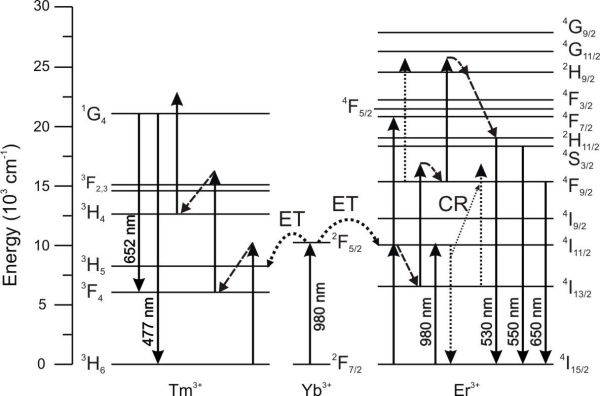 Energy (10³ cm⁻¹)
30
25
20
15
10
5
0
¹G₄
³F₂,₃
³H₄
³H₅
³F₄
³H₆
652 nm
477 nm
Tm³⁺
ET
ET
²F₅/₂
980 nm
²F₇/₂
Yb³⁺
⁴F₅/₂
CR
980 nm
530 nm
550 nm
650 nm
Er³⁺
⁴G₉/₂
⁴G₁₁/₂
²H₉/₂
⁴F₃/₂
⁴F₇/₂
²H₁₁/₂
⁴S₃/₂
⁴F₉/₂
⁴I₉/₂
⁴I₁₁/₂
⁴I₁₃/₂
⁴I₁₅/₂